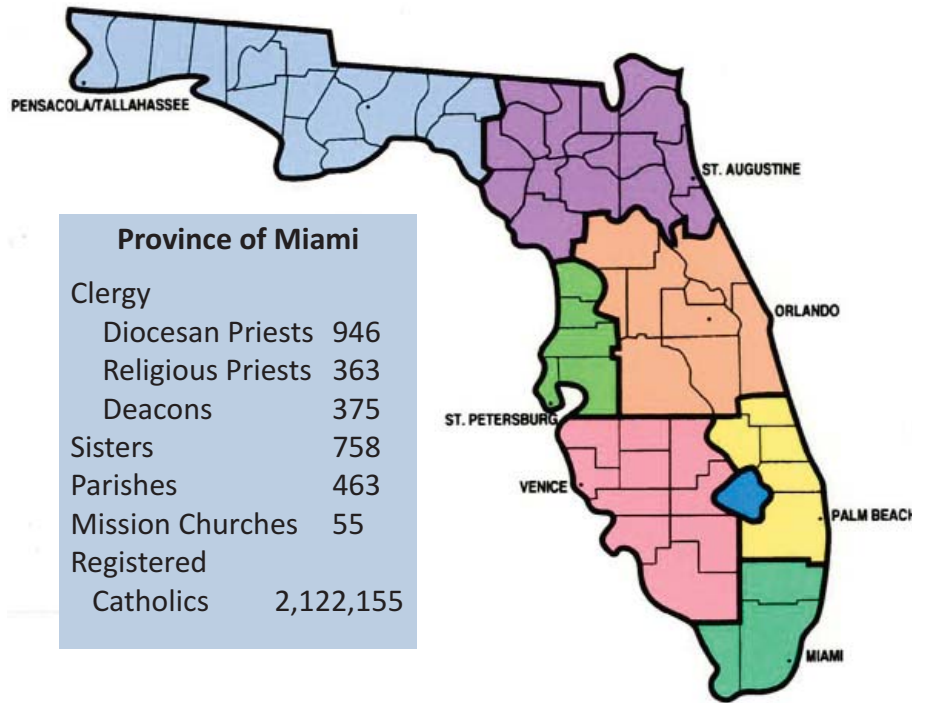 PENSACOLA/TALLAHASSEE
ST. AUGUSTINE
Province of Miami
Clergy
Diocesan Priests 946
Religious Priests 363
Deacons 375
Sisters 758
Parishes 463
Mission Churches 55
Registered
Catholics 2,122,155
ORLANDO
ST. PETERSBURG
VENICE
PALM BEACH
MIAMI